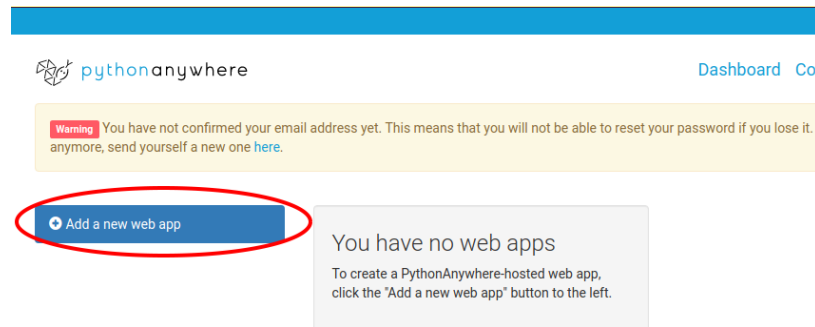 pythonanywhere
Dashboard Co
Warning You have not confirmed your email address yet. This means that you will not be able to reset your password if you lose it.
anymore, send yourself a new one here.
Add a new web app
You have no web apps
To create a PythonAnywhere-hosted web app,
click the "Add a new web app" button to the left.